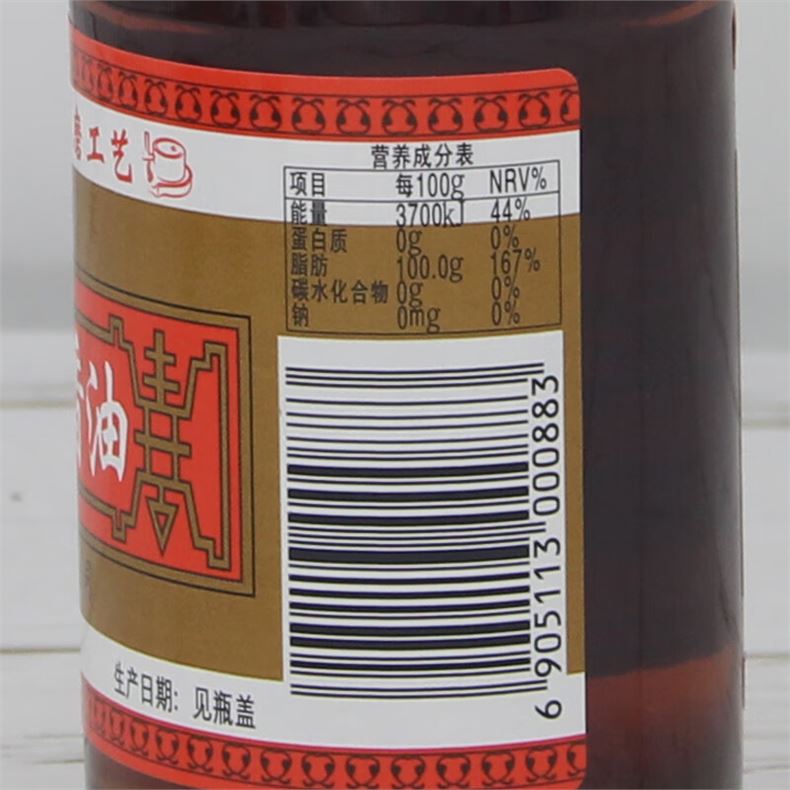 工艺
营养成分表
项目 每100g NRV%
能量 3700kJ 44%
蛋白质 0g 0%
脂肪 100.0g 167%
碳水化合物 0g 0%
钠 0mg 0%
油
6 905113 000883
生产日期: 见瓶盖